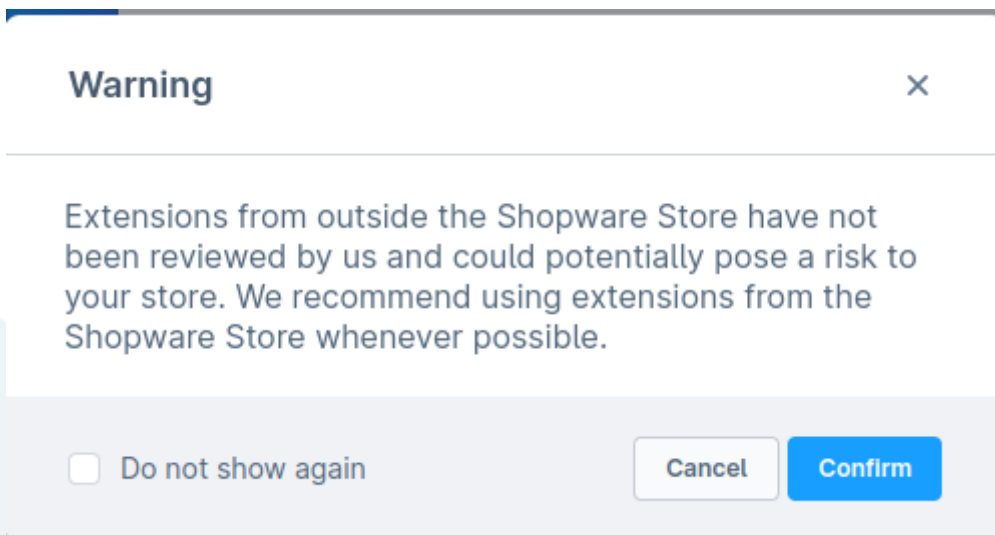 Warning
Extensions from outside the Shopware Store have not
been reviewed by us and could potentially pose a risk to
your store. We recommend using extensions from the
Shopware Store whenever possible.
Do not show again
Cancel
Confirm